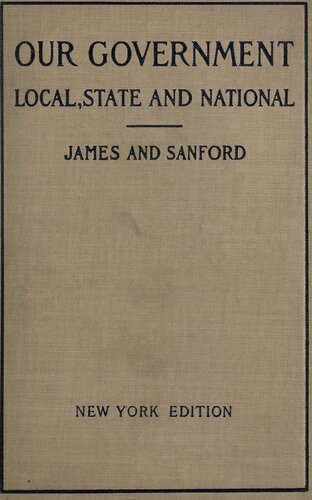 OUR GOVERNMENT
LOCAL, STATE AND NATIONAL
JAMES AND SANFORD
NEW YORK EDITION